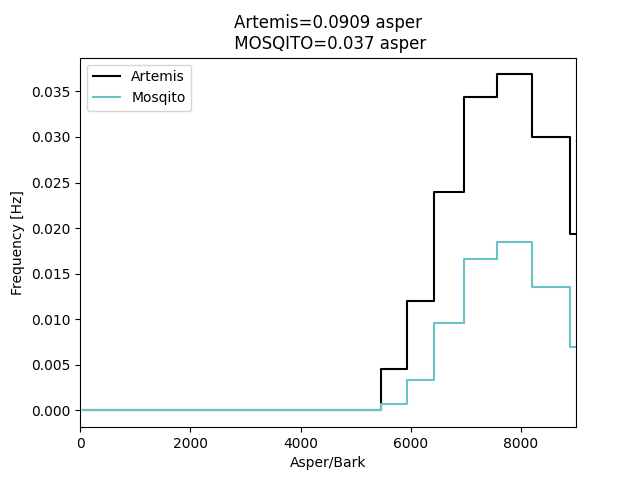 Artemis=0.0909 asper
MOSQITO=0.037 asper
Artemis
Mosqito
0.035
0.030
0.025
0.020
0.015
0.010
0.005
0.000
Frequency [Hz]
0 2000 4000 6000 8000
Asper/Bark